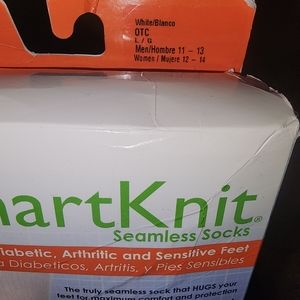 White/Blanco
OTC
L / G
Men/Hombre 11 - 13
Women / Mujere 12 - 14
martKnit®
Seamless Socks
Diabetic, Arthritic and Sensitive Feet
a Diabeticos, Artritis, y Pies Sensibles
The truly seamless sock that HUGS your
feet for maximum comfort and protection